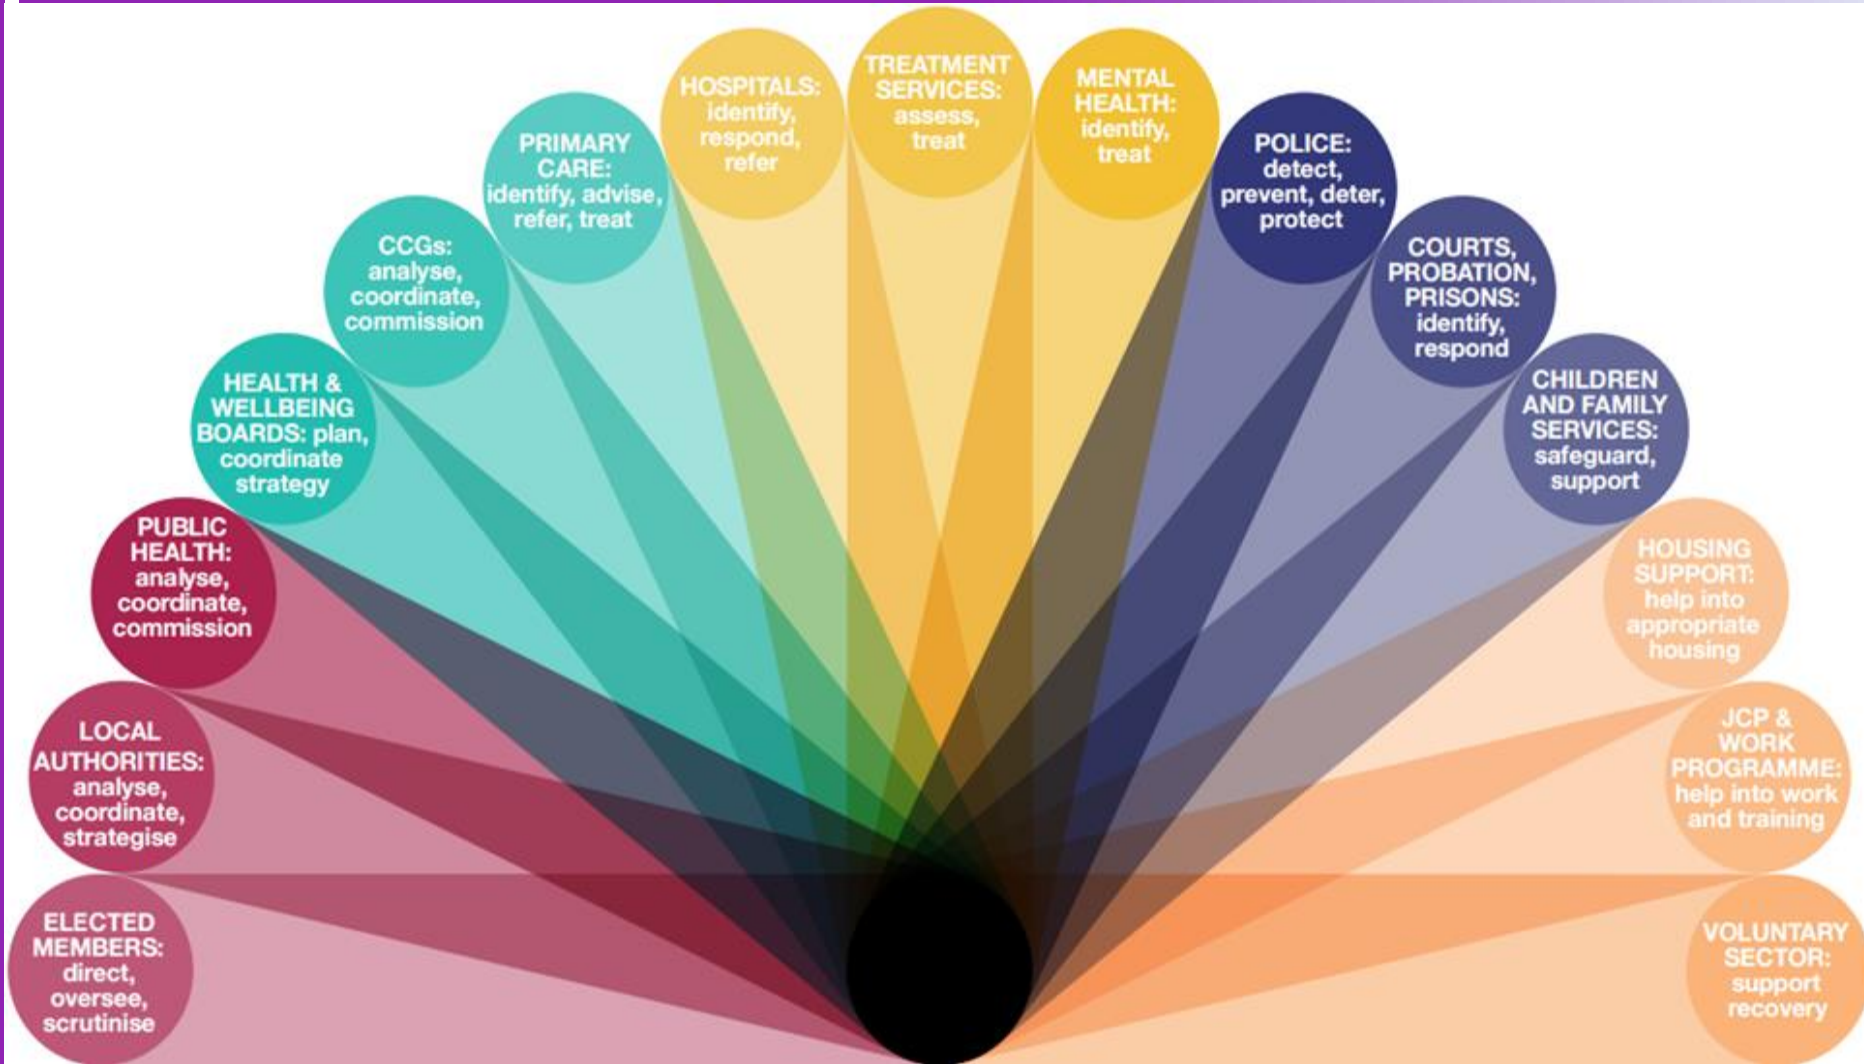 ELECTED
MEMBERS:
direct,
oversee,
scrutinise
LOCAL
AUTHORITIES:
analyse,
coordinate,
strategise
PUBLIC
HEALTH:
analyse,
coordinate,
commission
HEALTH &
WELLBEING
BOARDS: plan,
coordinate
strategy
CCGs:
analyse,
coordinate,
commission
PRIMARY
CARE:
identify, advise,
refer, treat
HOSPITALS:
identify,
respond,
refer
TREATMENT
SERVICES:
assess,
treat
MENTAL
HEALTH:
identify,
treat
POLICE:
detect,
prevent, deter,
protect
COURTS,
PROBATION,
PRISONS:
identify,
respond
CHILDREN
AND FAMILY
SERVICES:
safeguard,
support
HOUSING
SUPPORT:
help into
appropriate
housing
JCP &
WORK
PROGRAMME:
help into work
and training
VOLUNTARY
SECTOR:
support
recovery